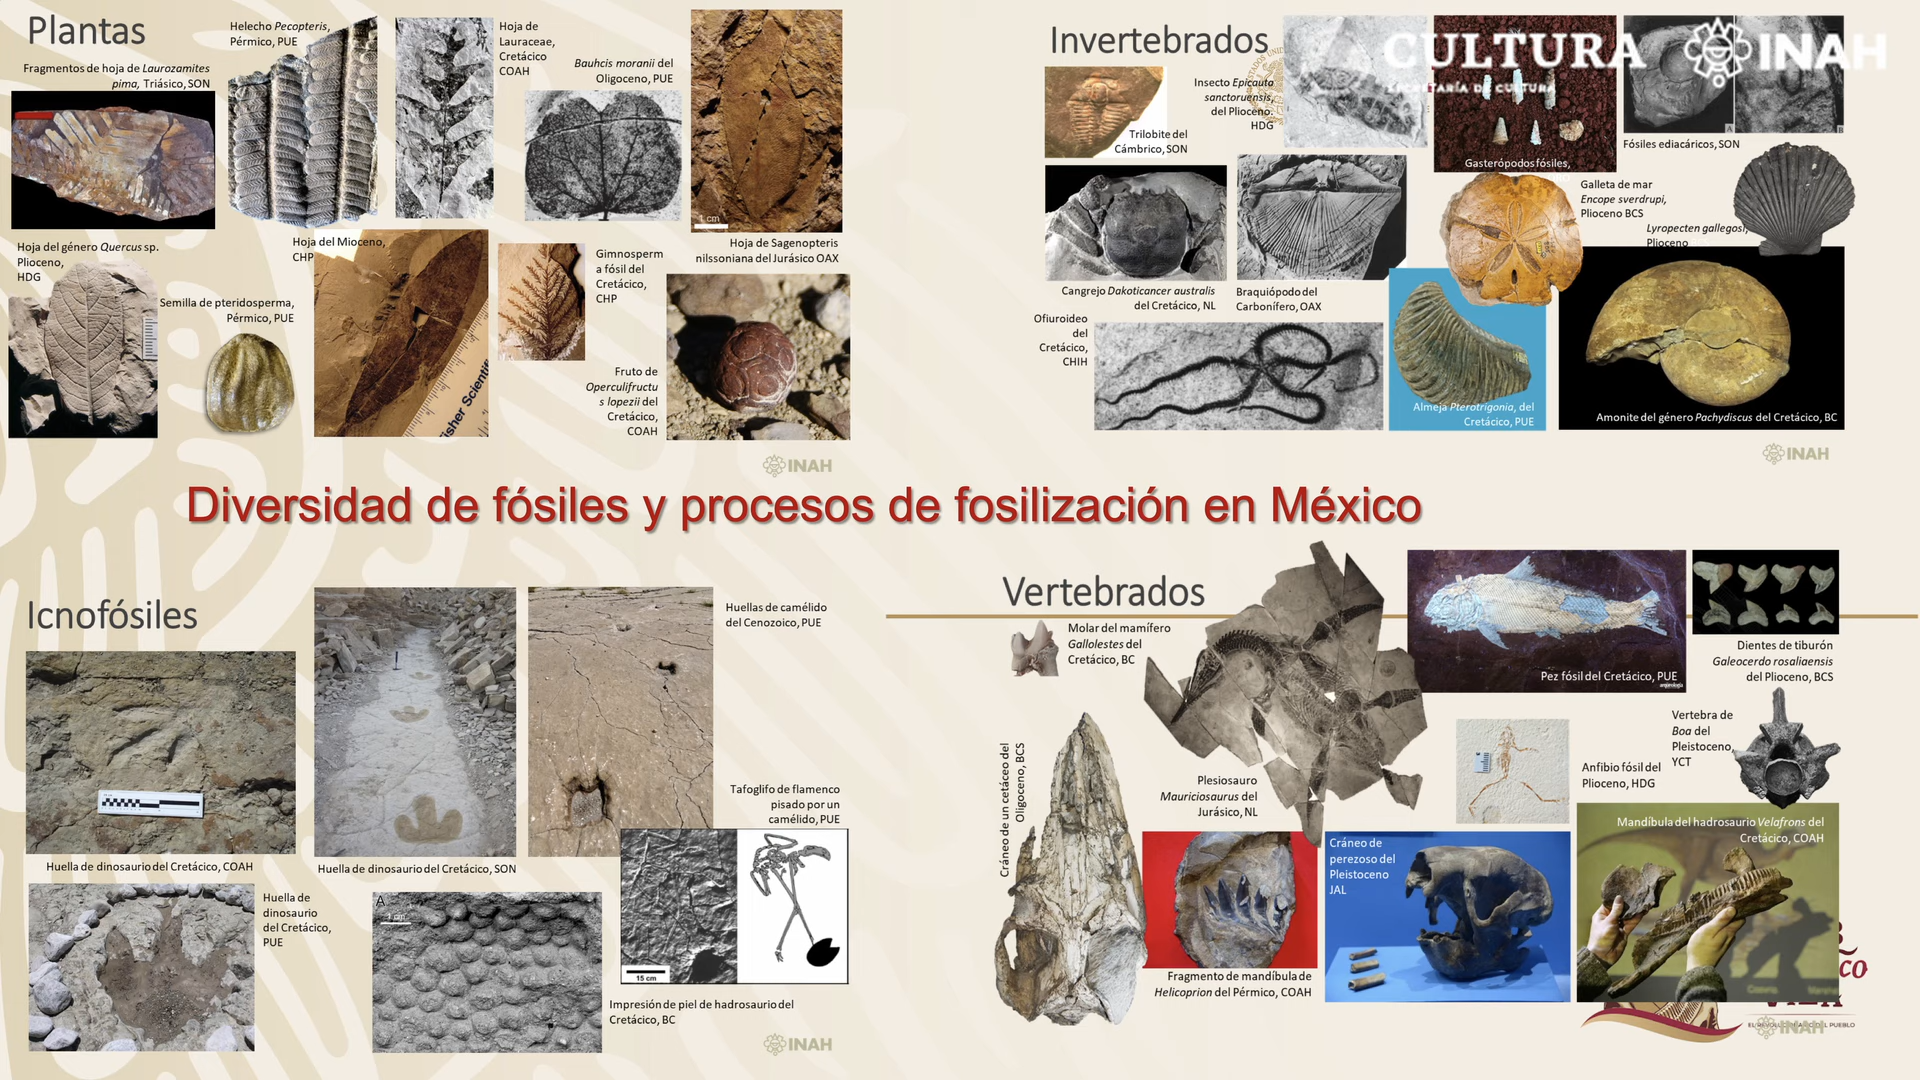 Plantas
Fragmentos de hoja de Laurozamites
pima, Triásico, SON
Helecho Pecopteris,
Pérmico, PUE
Hoja de
Lauraceae,
Cretácico
COAH
Bauhcis moranii del
Oligoceno, PUE
1 cm
Hoja de Sagenopteris
nilssoniana del Jurásico OAX
Hoja del género Quercus sp.
Plioceno,
HDG
Semilla de pteridosperma,
Pérmico, PUE
Hoja del Mioceno,
CHP
isher Scientifi
Gimnosperm
a fósil del
Cretácico,
CHP
Fruto de
Operculifructu
s lopezii del
Cretácico,
COAH
INAH
Invertebrados
CULTURA
SECRETARÍA DE CULTURA
INAH
Trilobite del
Cámbrico, SON
Insecto Epicauta
sanctoruensis,
del Plioceno.
HDG
Gasterópodos fósiles,
A
B
Fósiles ediacáricos, SON
Cangrejo Dakoticancer australis
del Cretácico, NL
Braquiópodo del
Carbonífero, OAX
Galleta de mar
Encope sverdrupi,
Plioceno BCS
Lyropecten gallegosi,
Plioceno
Ofiuroideo
del
Cretácico,
CHIH
Almeja Pterotrigonia, del
Cretácico, PUE
Amonite del género Pachydiscus del Cretácico, BC
INAH
Diversidad de fósiles y procesos de fosilización en México
Icnofósiles
Huella de dinosaurio del Cretácico, COAH
Huella de dinosaurio del Cretácico, SON
Huellas de camélido
del Cenozoico, PUE
Tafoglifo de flamenco
pisado por un
camélido, PUE
15 cm
Huella de
dinosaurio
del Cretácico,
PUE
A
1 cm
Impresión de piel de hadrosaurio del
Cretácico, BC
INAH
Vertebrados
Molar del mamífero
Gallolestes del
Cretácico, BC
Pez fósil del Cretácico, PUE
Dientes de tiburón
Galeocerdo rosaliaensis
del Plioceno, BCS
Cráneo de un cetáceo del
Oligoceno, BCS
Plesiosauro
Mauriciosaurus del
Jurásico, NL
Anfibio fósil del
Plioceno, HDG
Vertebra de
Boa del
Pleistoceno,
YCT
Fragmento de mandíbula de
Helicoprion del Pérmico, COAH
Cráneo de
perezoso del
Pleistoceno
JAL
Mandíbula del hadrosaurio Velafrons del
Cretácico, COAH
INAH